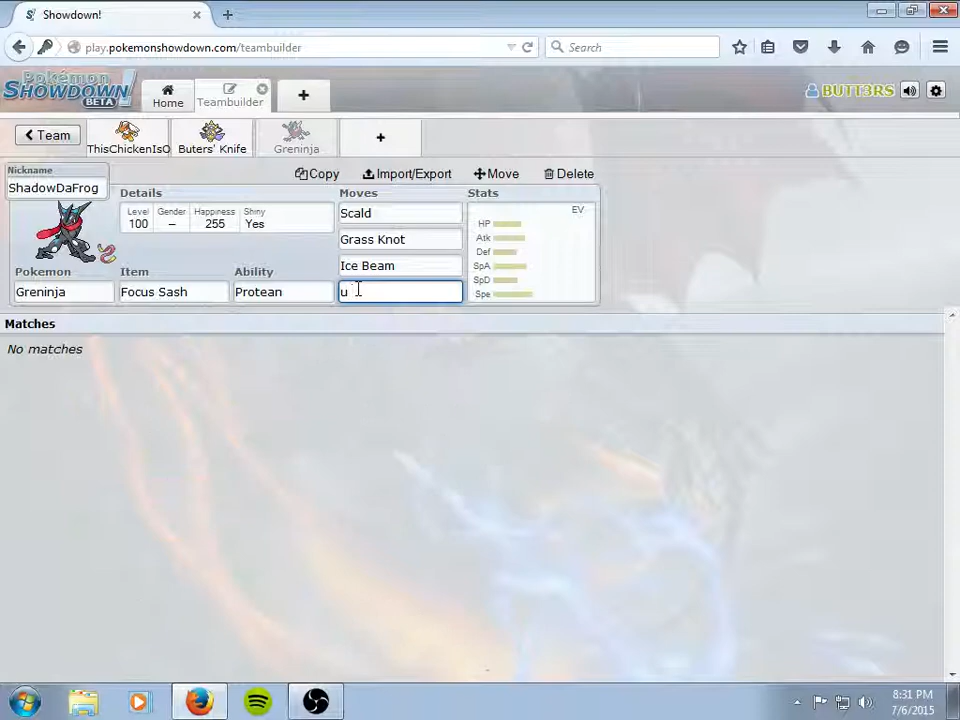 Showdown!
play.pokemonshowdown.com/teambuilder
Search
Pokémon
SHOWDOWN
BETA
Home
Teambuilder
BUTT3RS
Team
ThisChickenIsO
Buters' Knife
Greninja
Nickname
ShadowDaFrog
Copy
Import/Export
Move
Delete
Details
Moves
Stats
Level
100
Gender
–
Happiness
255
Shiny
Yes
Scald
Grass Knot
Ice Beam
u
EV
HP
Atk
Def
SpA
SpD
Spe
Pokemon
Item
Ability
Greninja
Focus Sash
Protean
Matches
No matches
8:31 PM
7/6/2015